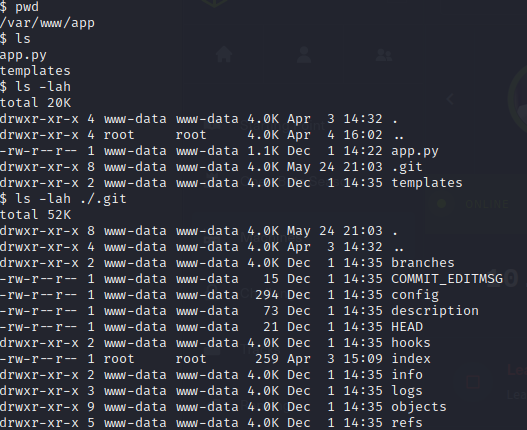 $ pwd
/var/www/app
$ ls
app.py
templates
$ ls -lah
total 20K
drwxr-xr-x 4 www-data www-data 4.0K Apr  3 14:32 .
drwxr-xr-x 4 root     root     4.0K Apr  4 16:02 ..
-rw-r--r-- 1 www-data www-data 1.1K Dec  1 14:22 app.py
drwxr-xr-x 8 www-data www-data 4.0K May 24 21:03 .git
drwxr-xr-x 2 www-data www-data 4.0K Dec  1 14:35 templates
$ ls -lah ./.git
total 52K
drwxr-xr-x 8 www-data www-data 4.0K May 24 21:03 .
drwxr-xr-x 4 www-data www-data 4.0K Apr  3 14:32 ..
drwxr-xr-x 2 www-data www-data 4.0K Dec  1 14:35 branches
-rw-r--r-- 1 www-data www-data   15 Dec  1 14:35 COMMIT_EDITMSG
-rw-r--r-- 1 www-data www-data  294 Dec  1 14:35 config
-rw-r--r-- 1 www-data www-data   73 Dec  1 14:35 description
-rw-r--r-- 1 www-data www-data   21 Dec  1 14:35 HEAD
drwxr-xr-x 2 www-data www-data 4.0K Dec  1 14:35 hooks
-rw-r--r-- 1 root     root      259 Apr  3 15:09 index
drwxr-xr-x 2 www-data www-data 4.0K Dec  1 14:35 info
drwxr-xr-x 3 www-data www-data 4.0K Dec  1 14:35 logs
drwxr-xr-x 9 www-data www-data 4.0K Dec  1 14:35 objects
drwxr-xr-x 5 www-data www-data 4.0K Dec  1 14:35 refs
ONLINE